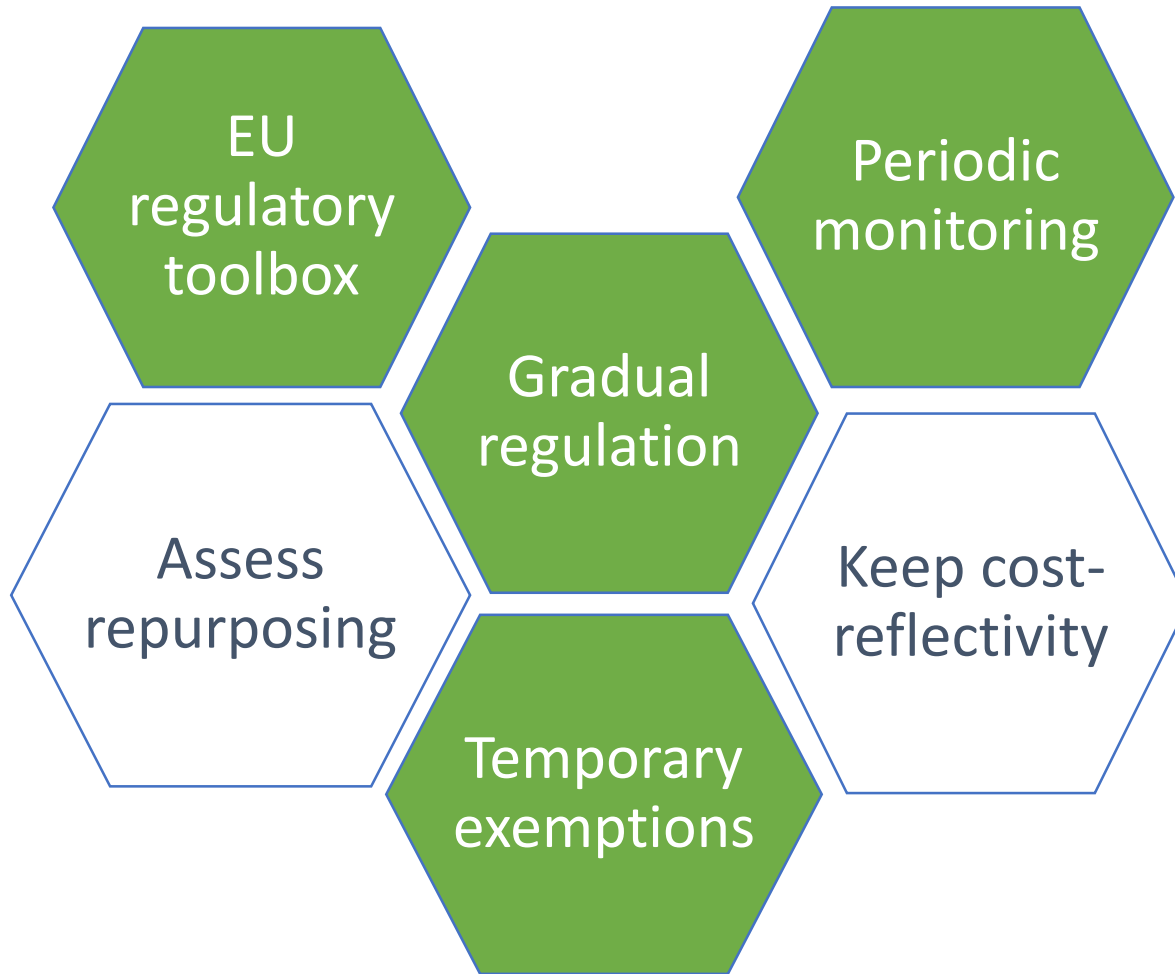 EU
regulatory
toolbox
Periodic
monitoring
Gradual
regulation
Assess
repurposing
Keep cost-
reflectivity
Temporary
exemptions